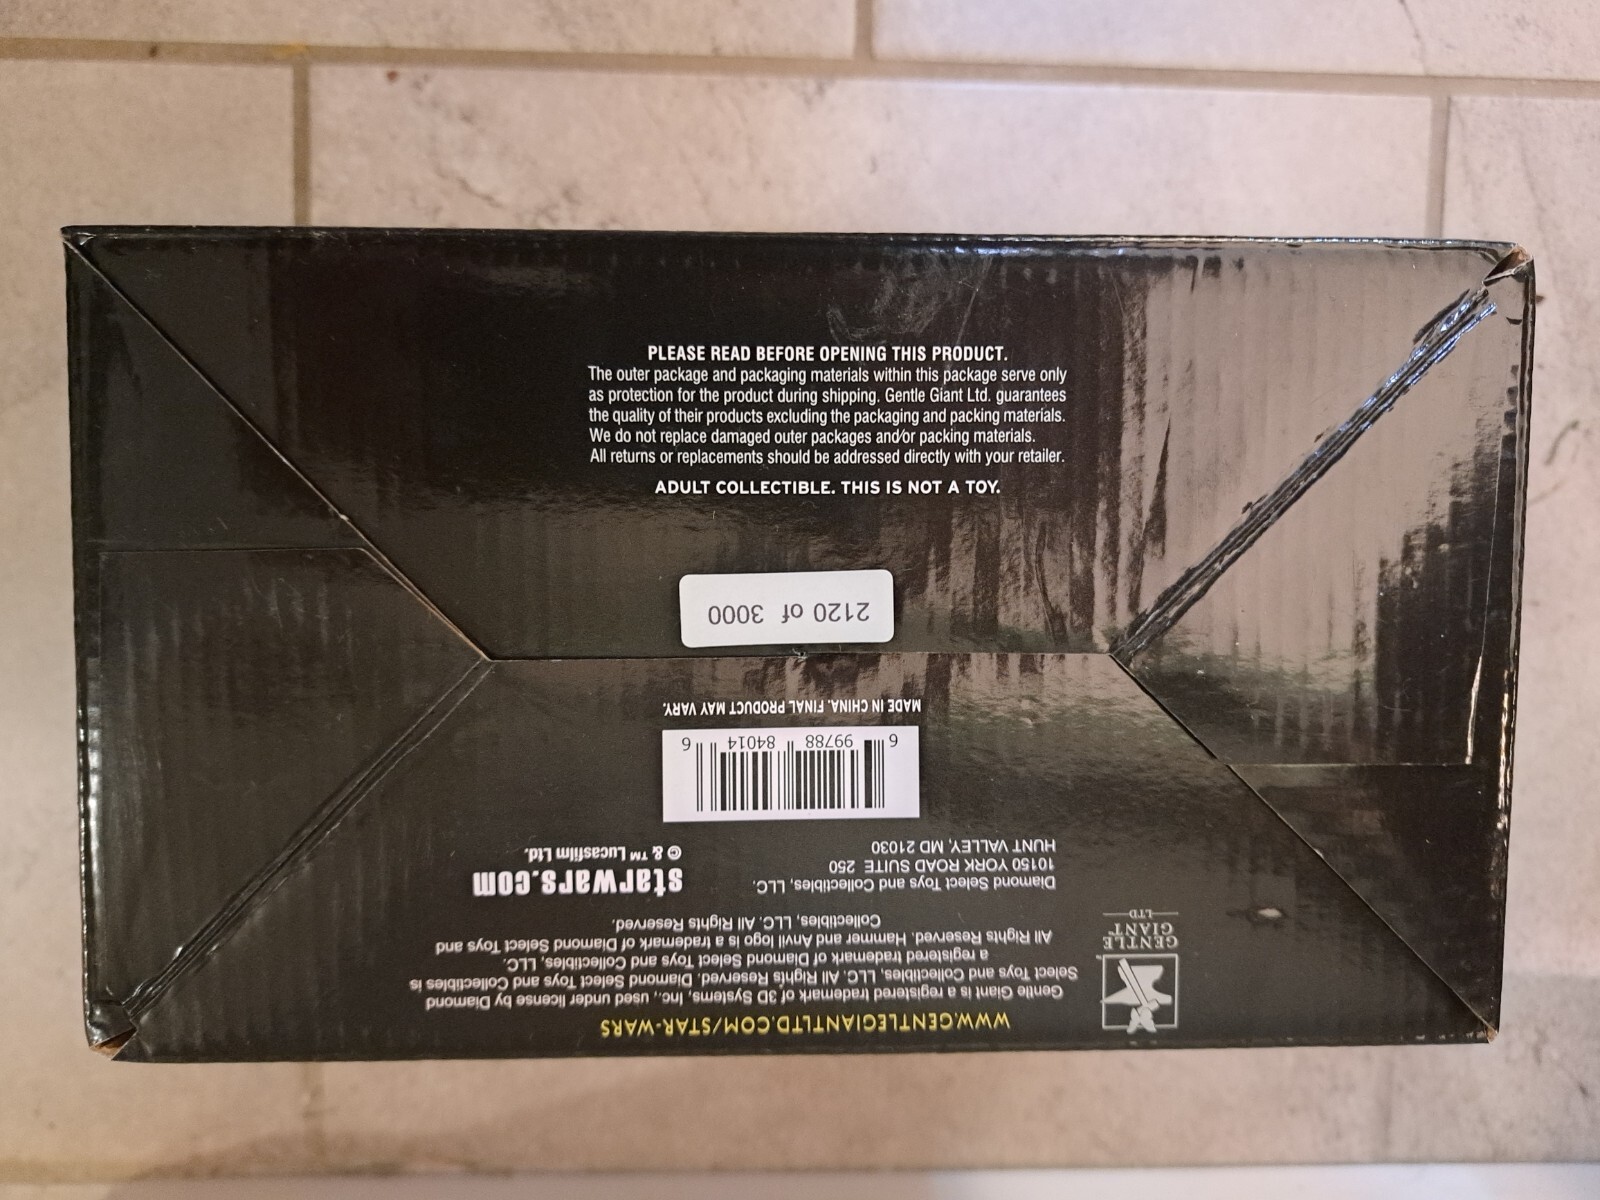 PLEASE READ BEFORE OPENING THIS PRODUCT.
The outer package and packaging materials within this package serve only
as protection for the product during shipping. Gentle Giant Ltd. guarantees
the quality of their products excluding the packaging and packing materials.
We do not replace damaged outer packages and/or packing materials.
All returns or replacements should be addressed directly with your retailer.
ADULT COLLECTIBLE. THIS IS NOT A TOY.
2120 of 3000
WWW.GENTLEGIANTLTD.COM/STAR-WARS
Gentle Giant is a registered trademark of 3D Systems, Inc., used under license by Diamond
Select Toys and Collectibles, LLC. All Rights Reserved. Diamond Select Toys and Collectibles is
a registered trademark of Diamond Select Toys and Collectibles, LLC.
All Rights Reserved. Hammer and Anvil logo is a trademark of Diamond Select Toys and
Collectibles, LLC. All Rights Reserved.
GENTLE
GIANT
LTD
Diamond Select Toys and Collectibles, LLC.
10150 YORK ROAD SUITE 250
HUNT VALLEY, MD 21030
starwars.com
© & ™ Lucasfilm Ltd.
6 99788 84014 6
MADE IN CHINA. FINAL PRODUCT MAY VARY.